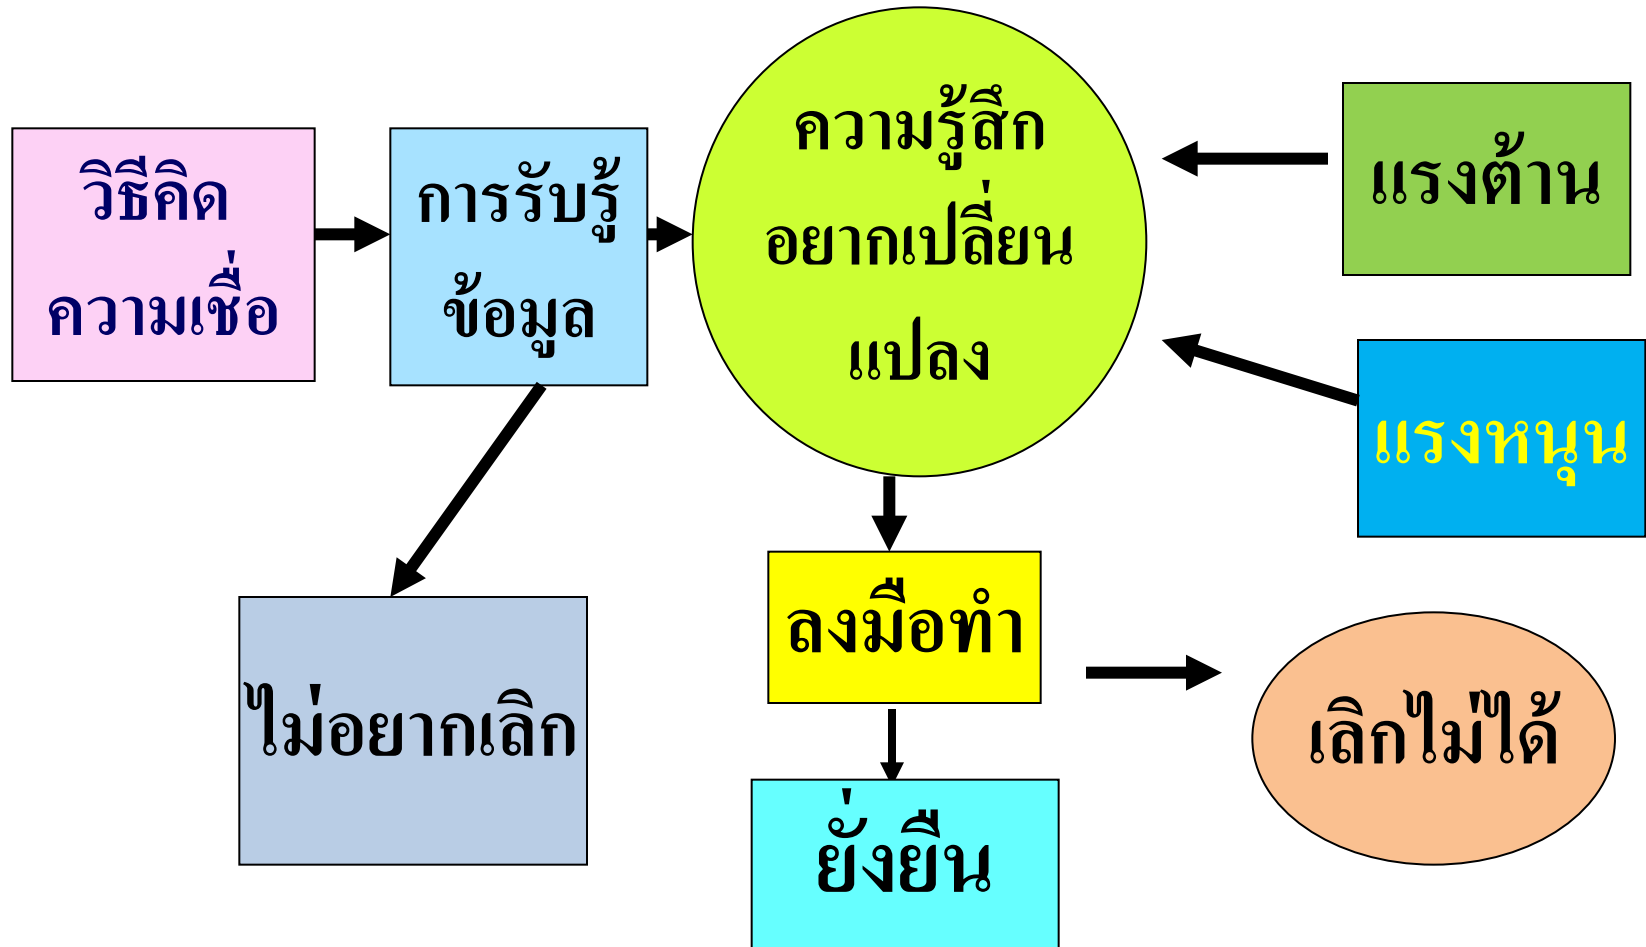 วิธีคิด
ความเชื่อ
การรับรู้
ข้อมูล
ความรู้สึก
อยากเปลี่ยน
แปลง
แรงต้าน
แรงหนุน
ลงมือทำ
ไม่อยากเลิก
เลิกไม่ได้
ยั่งยืน